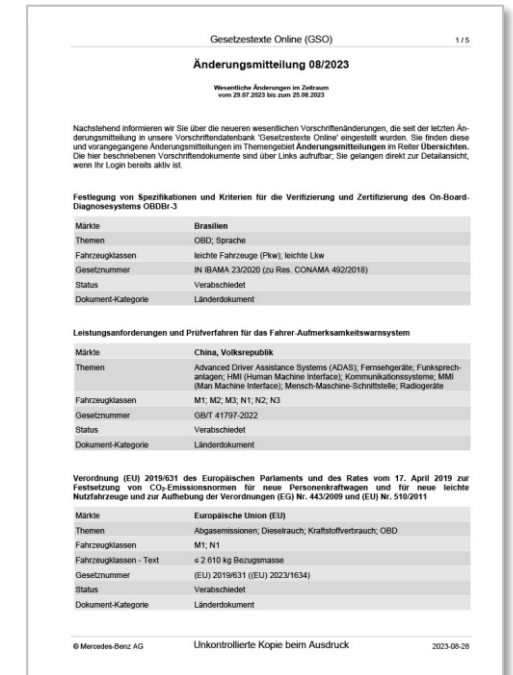 Gesetzestexte Online (GSO) 1 / 5
Änderungsmitteilung 08/2023
Wesentliche Änderungen im Zeitraum
vom 29.07.2023 bis zum 25.08.2023
Nachstehend informieren wir Sie über die neueren wesentlichen Vorschriftenänderungen, die seit der letzten Än-
derungsmitteilung in unsere Vorschriftendatenbank 'Gesetzestexte Online' eingestellt wurden. Sie finden diese
und vorangegangene Änderungsmitteilungen im Themengebiet Änderungsmitteilungen im Reiter Übersichten.
Die hier beschriebenen Vorschriftendokumente sind über Links aufrufbar; Sie gelangen direkt zur Detailansicht,
wenn Ihr Login bereits aktiv ist.
Festlegung von Spezifikationen und Kriterien für die Verifizierung und Zertifizierung des On-Board-
Diagnosesystems OBDBr-3
Märkte Brasilien
Themen OBD; Sprache
Fahrzeugklassen leichte Fahrzeuge (Pkw); leichte Lkw
Gesetznummer IN IBAMA 23/2020 (zu Res. CONAMA 492/2018)
Status Verabschiedet
Dokument-Kategorie Länderdokument
Leistungsanforderungen und Prüfverfahren für das Fahrer-Aufmerksamkeitswarnsystem
Märkte China, Volksrepublik
Themen Advanced Driver Assistance Systems (ADAS); Fernsehgeräte; Funksprech-
anlagen; HMI (Human Machine Interface); Kommunikationssysteme; MMI
(Man Machine Interface); Mensch-Maschine-Schnittstelle; Radiogeräte
Fahrzeugklassen M1; M2; M3; N1; N2; N3
Gesetznummer GB/T 41797-2022
Status Verabschiedet
Dokument-Kategorie Länderdokument
Verordnung (EU) 2019/631 des Europäischen Parlaments und des Rates vom 17. April 2019 zur
Festsetzung von CO₂-Emissionsnormen für neue Personenkraftwagen und für neue leichte
Nutzfahrzeuge und zur Aufhebung der Verordnungen (EG) Nr. 443/2009 und (EU) Nr. 510/2011
Märkte Europäische Union (EU)
Themen Abgasemissionen; Dieselrauch; Kraftstoffverbrauch; OBD
Fahrzeugklassen M1; N1
Fahrzeugklassen - Text ≤ 2 610 kg Bezugsmasse
Gesetznummer (EU) 2019/631 ((EU) 2023/1634)
Status Verabschiedet
Dokument-Kategorie Länderdokument
© Mercedes-Benz AG Unkontrollierte Kopie beim Ausdruck 2023-08-28